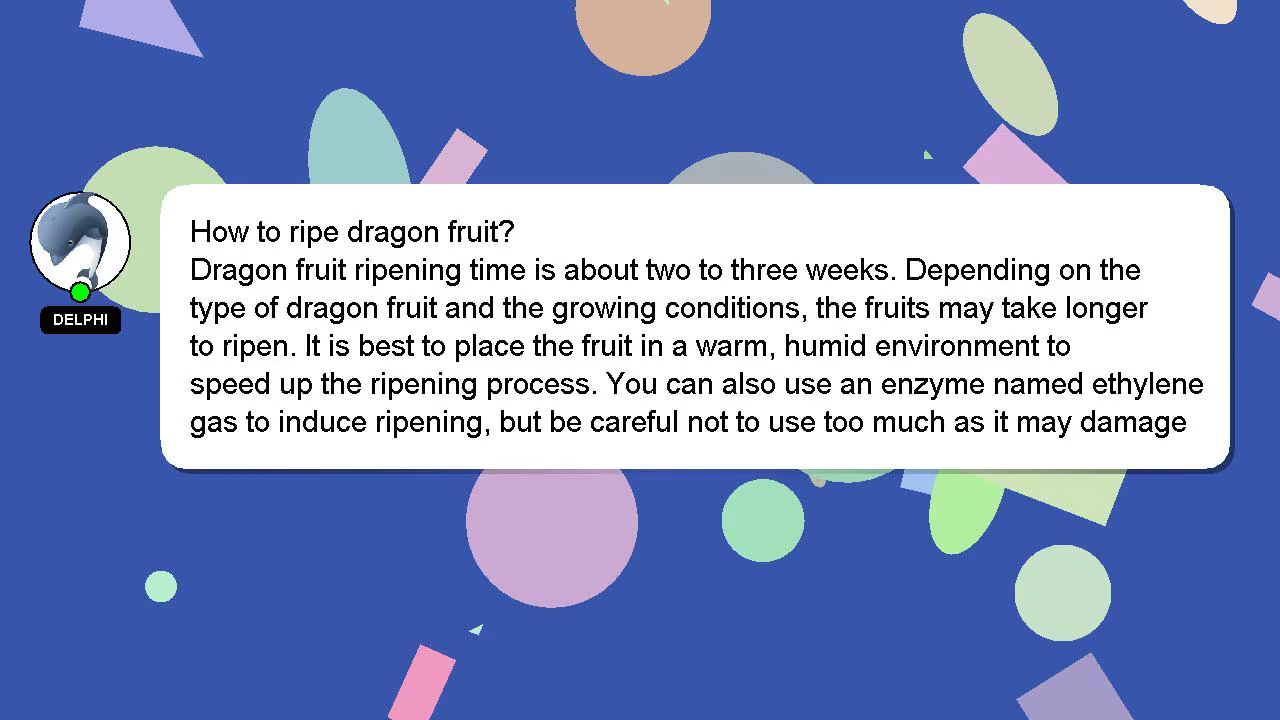 How to ripe dragon fruit?
Dragon fruit ripening time is about two to three weeks. Depending on the
type of dragon fruit and the growing conditions, the fruits may take longer
to ripen. It is best to place the fruit in a warm, humid environment to
speed up the ripening process. You can also use an enzyme named ethylene
gas to induce ripening, but be careful not to use too much as it may damage
DELPHI